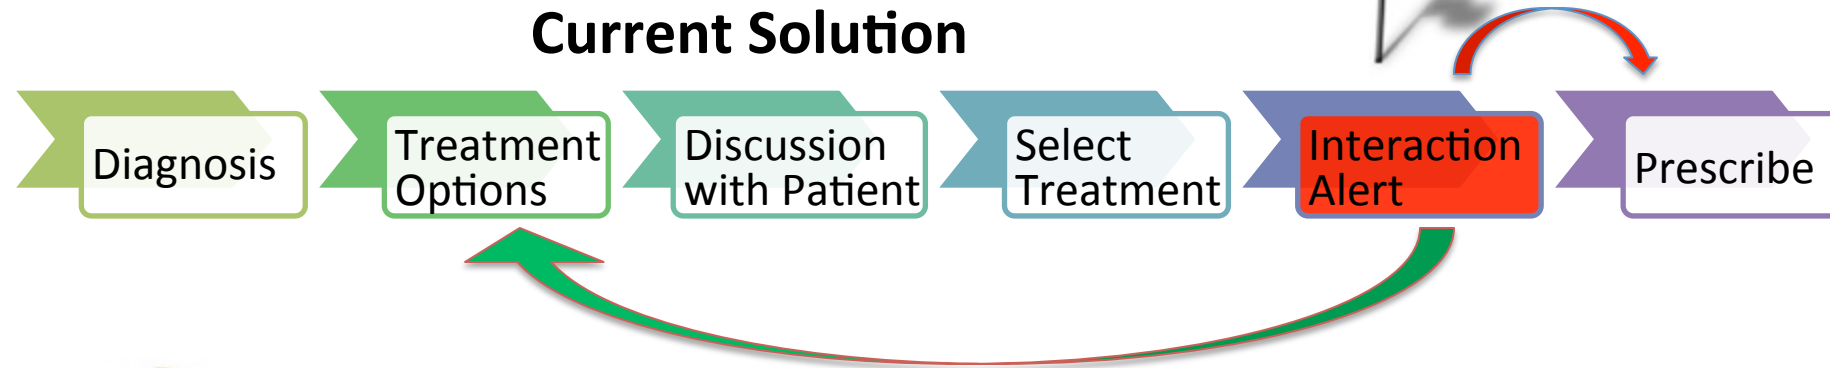 Current Solution
Diagnosis
Treatment
Options
Discussion
with Patient
Select
Treatment
Interaction
Alert
Prescribe